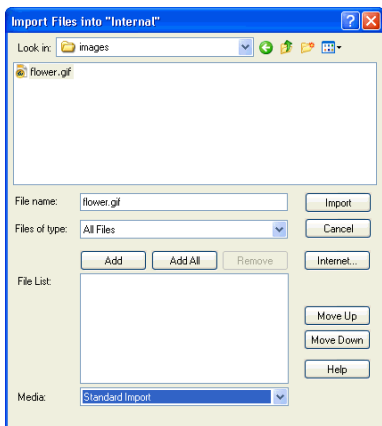 Import Files into "Internal"
Look in: images
flower.gif
File name: flower.gif Import
Files of type: All Files Cancel
Add Add All Remove Internet...
File List:
Move Up
Move Down
Help
Media: Standard Import